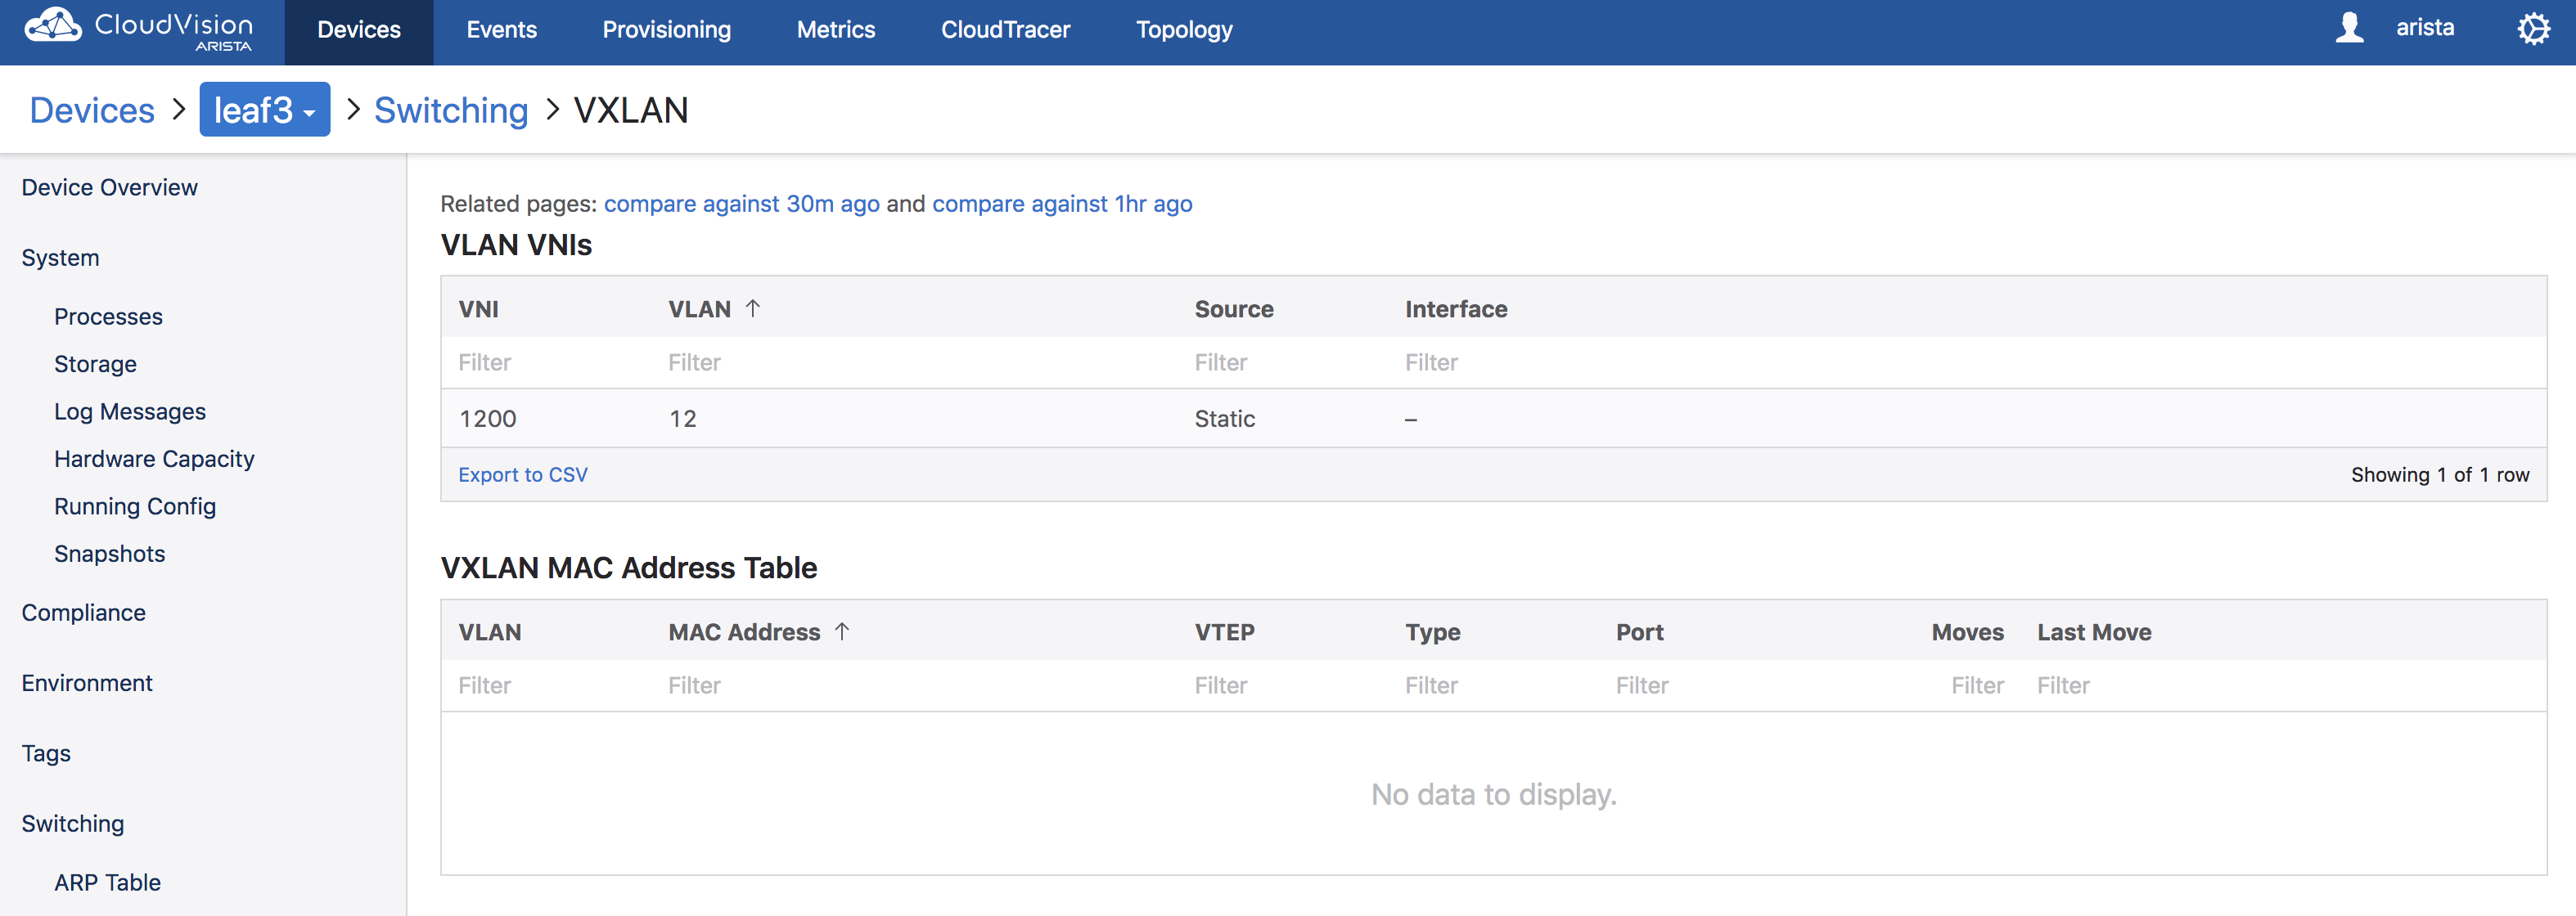 CloudVision
ARISTA
Devices Events Provisioning Metrics CloudTracer Topology arista
Devices > leaf3 > Switching > VXLAN
Device Overview
System
Processes
Storage
Log Messages
Hardware Capacity
Running Config
Snapshots
Compliance
Environment
Tags
Switching
ARP Table
Related pages: compare against 30m ago and compare against 1hr ago
VLAN VNIs
VNI VLAN ↑ Source Interface
Filter Filter Filter Filter
1200 12 Static –
Export to CSV Showing 1 of 1 row
VXLAN MAC Address Table
VLAN MAC Address ↑ VTEP Type Port Moves Last Move
Filter Filter Filter Filter Filter Filter Filter
No data to display.